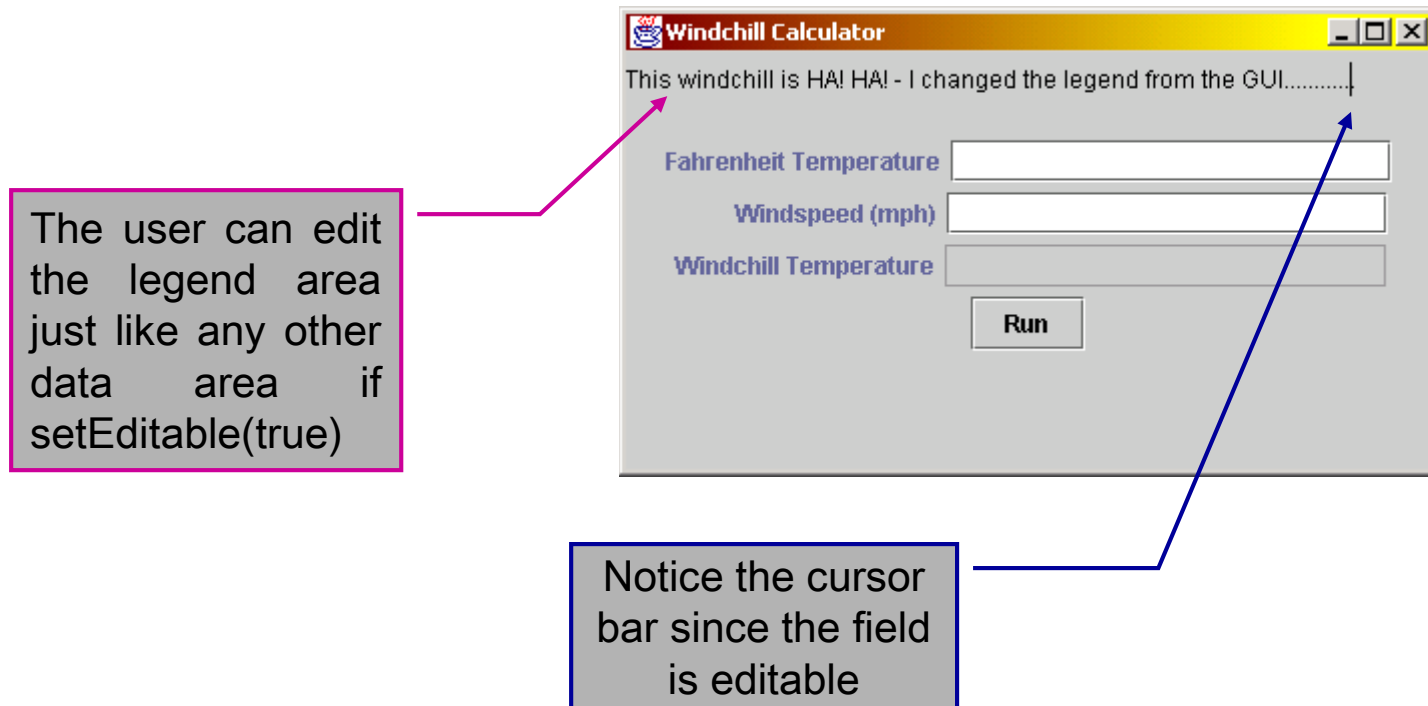 Windchill Calculator
This windchill is HA! HA! - I changed the legend from the GUI...........
Fahrenheit Temperature
Windspeed (mph)
Windchill Temperature
Run
The user can edit
the legend area
just like any other
data area if
setEditable(true)
Notice the cursor
bar since the field
is editable